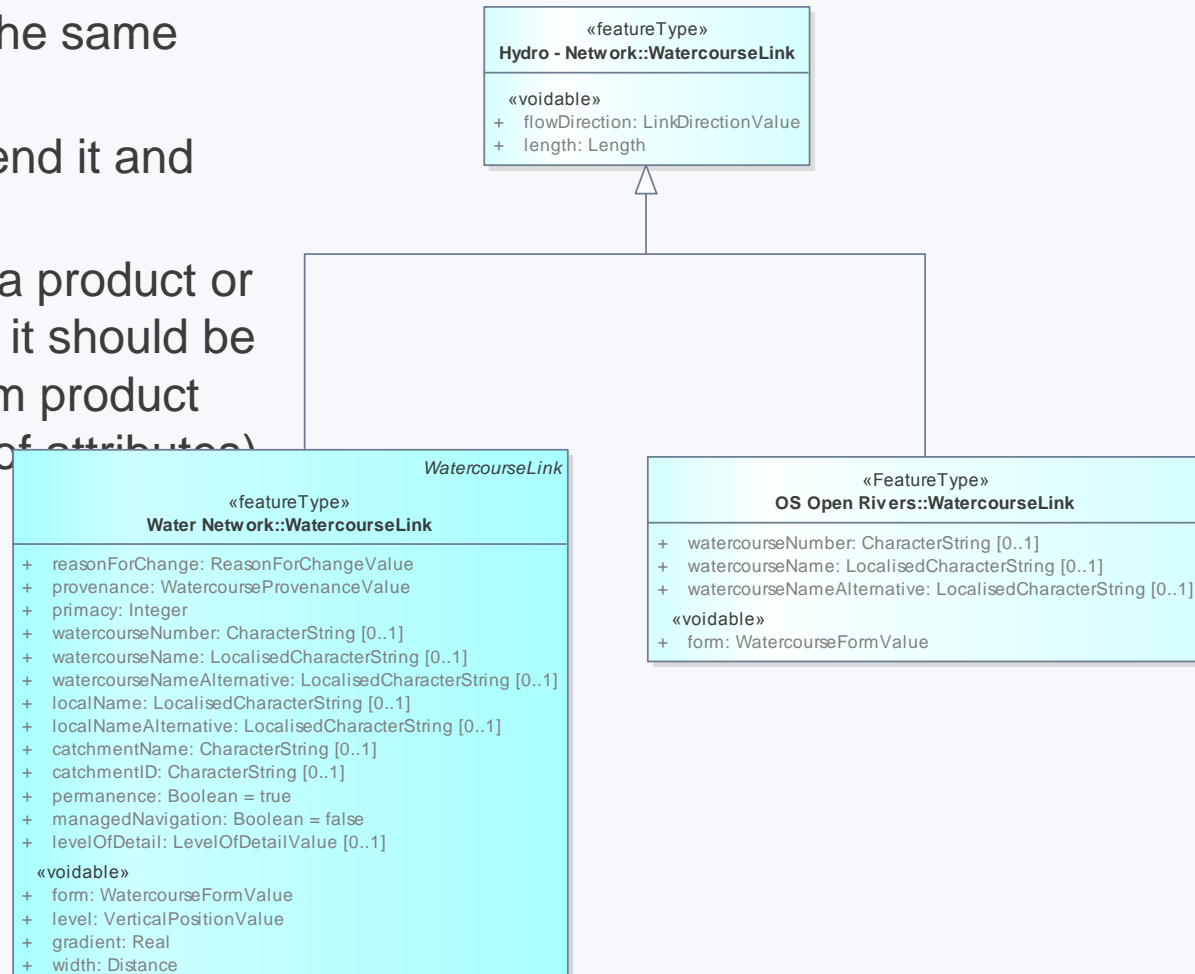 he same
end it and
a product or
it should be
m product
of attributes)
«featureType»
Hydro - Network::WatercourseLink
«voidable»
+ flowDirection: LinkDirectionValue
+ length: Length
WatercourseLink
«featureType»
Water Network::WatercourseLink
+ reasonForChange: ReasonForChangeValue
+ provenance: WatercourseProvenanceValue
+ primacy: Integer
+ watercourseNumber: CharacterString [0..1]
+ watercourseName: LocalisedCharacterString [0..1]
+ watercourseNameAlternative: LocalisedCharacterString [0..1]
+ localName: LocalisedCharacterString [0..1]
+ localNameAlternative: LocalisedCharacterString [0..1]
+ catchmentName: CharacterString [0..1]
+ catchmentID: CharacterString [0..1]
+ permanence: Boolean = true
+ managedNavigation: Boolean = false
+ levelOfDetail: LevelOfDetailValue [0..1]
«voidable»
+ form: WatercourseFormValue
+ level: VerticalPositionValue
+ gradient: Real
+ width: Distance
«FeatureType»
OS Open Rivers::WatercourseLink
+ watercourseNumber: CharacterString [0..1]
+ watercourseName: LocalisedCharacterString [0..1]
+ watercourseNameAlternative: LocalisedCharacterString [0..1]
«voidable»
+ form: WatercourseFormValue